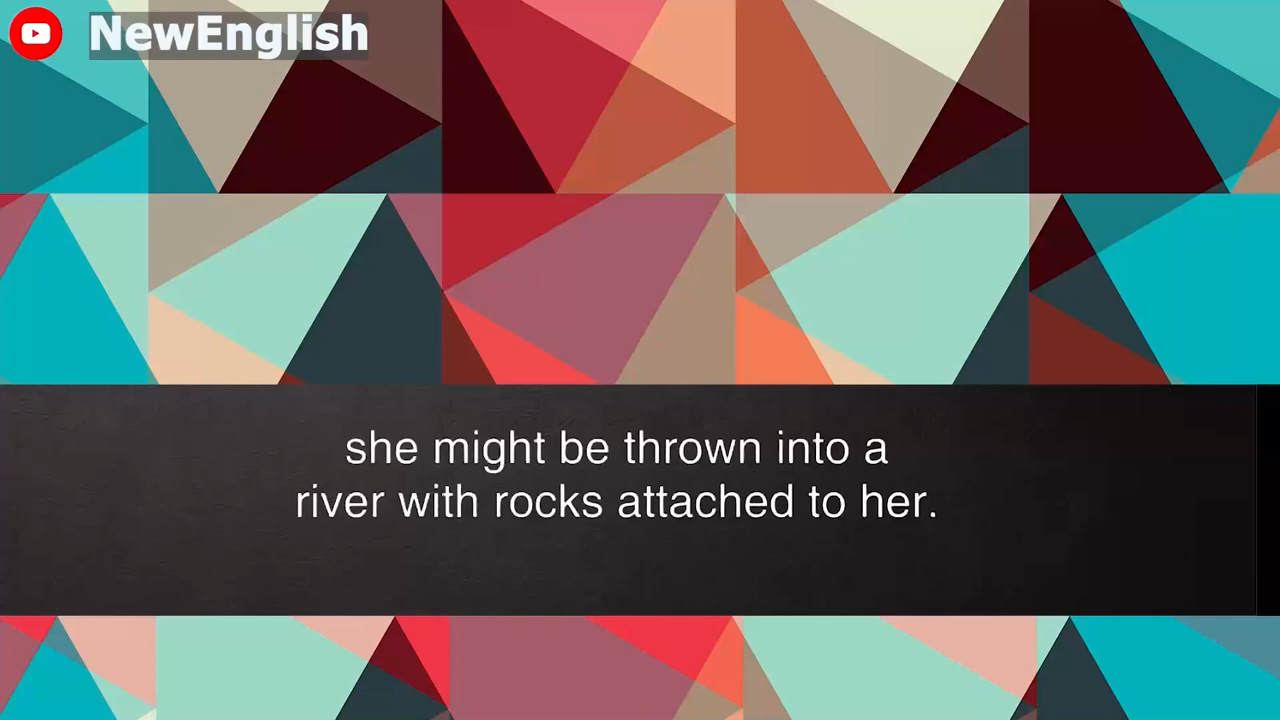 NewEnglish
she might be thrown into a
river with rocks attached to her.